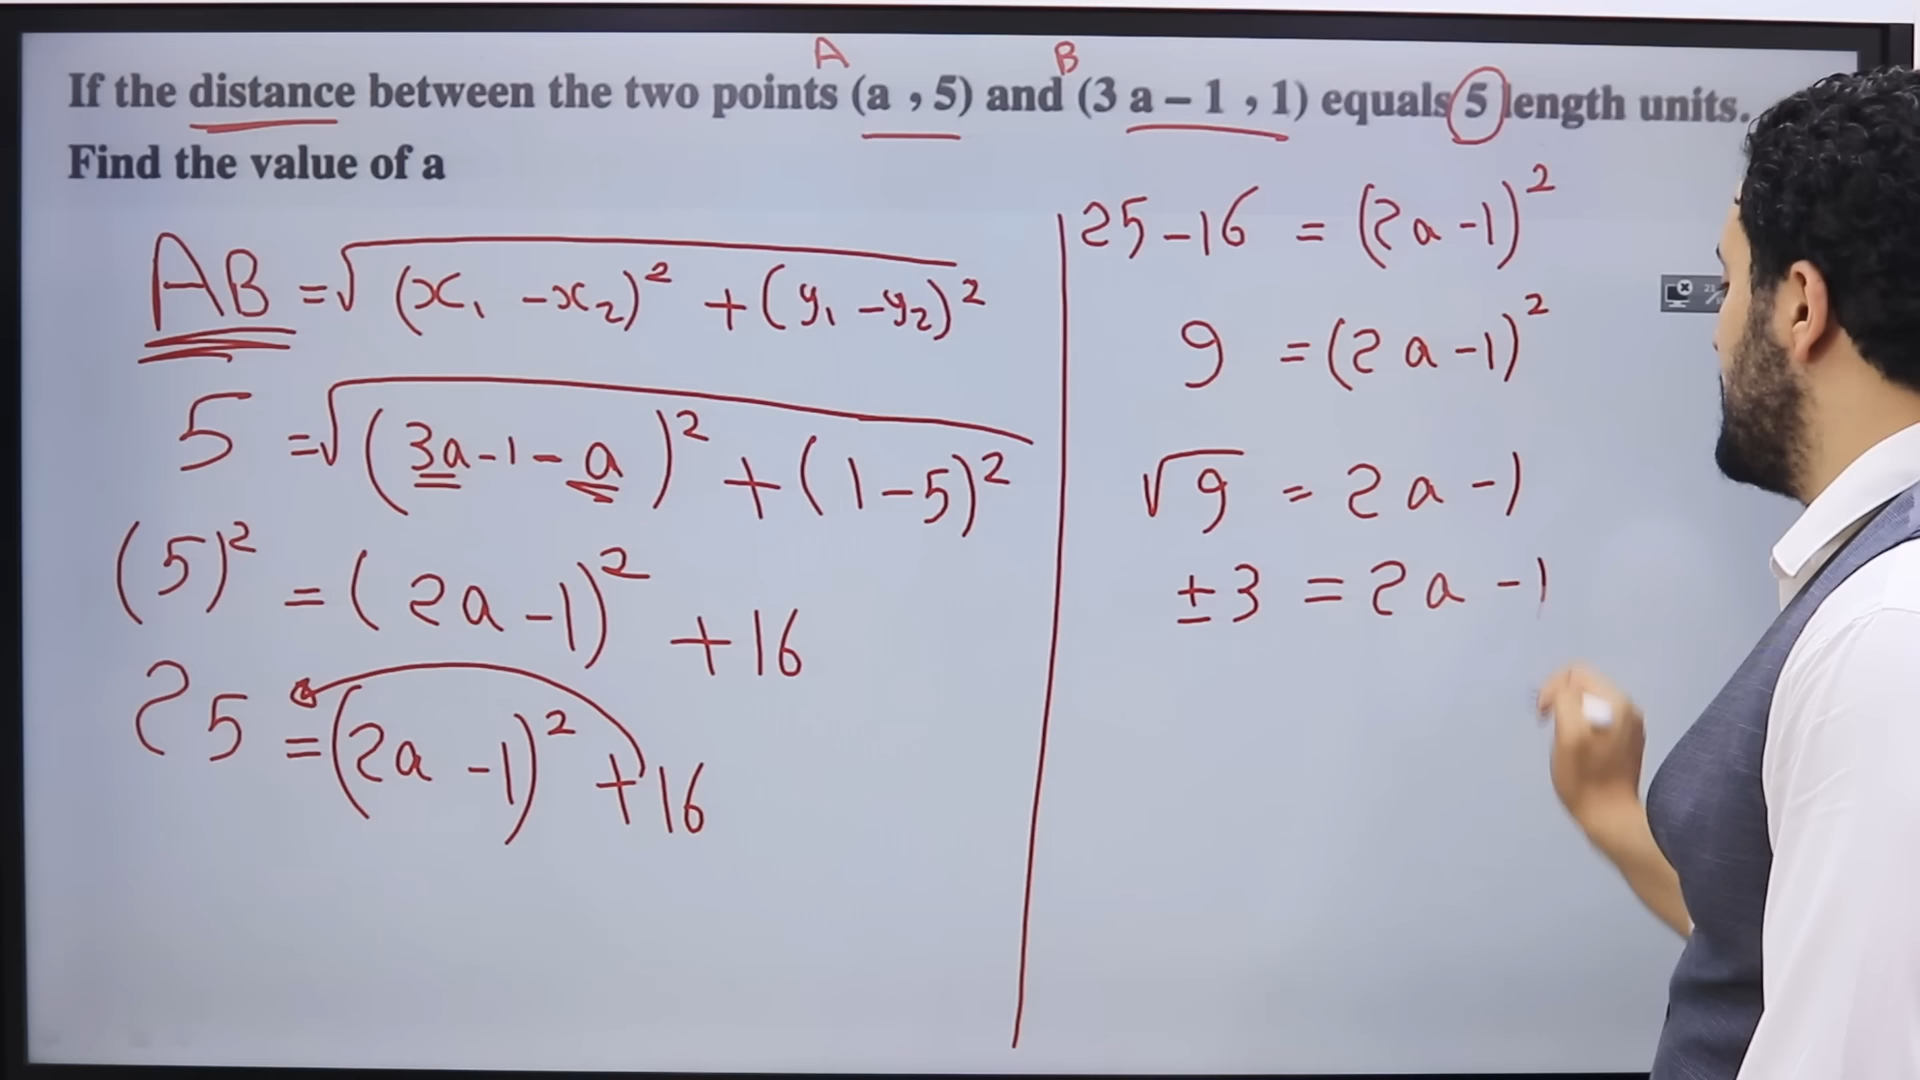 A B
If the distance between the two points (a , 5) and (3 a – 1 , 1) equals 5 length units.
Find the value of a
AB = √(x₁ - x₂)² + (y₁ - y₂)²
5 = √(3a - 1 - a)² + (1 - 5)²
(5)² = (2a - 1)² + 16
25 = (2a - 1)² + 16
25 - 16 = (2a - 1)²
9 = (2a - 1)²
√9 = 2a - 1
± 3 = 2a - 1